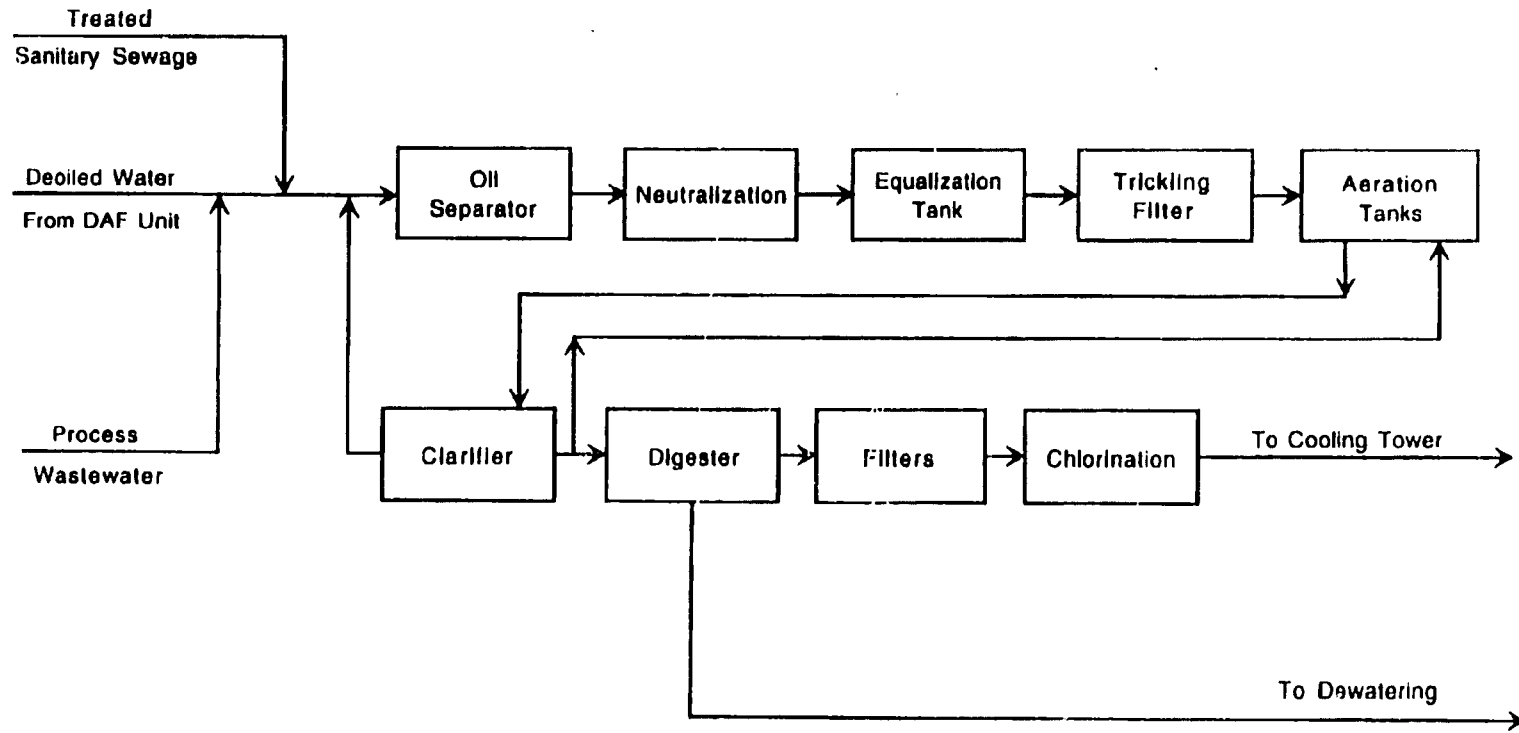 Treated
Sanitary Sewage
Deoiled Water
From DAF Unit
Oil
Separator
Neutralization
Equalization
Tank
Trickling
Filter
Aeration
Tanks
Process
Wastewater
Clarifier
Digester
Filters
Chlorination
To Cooling Tower
To Dewatering